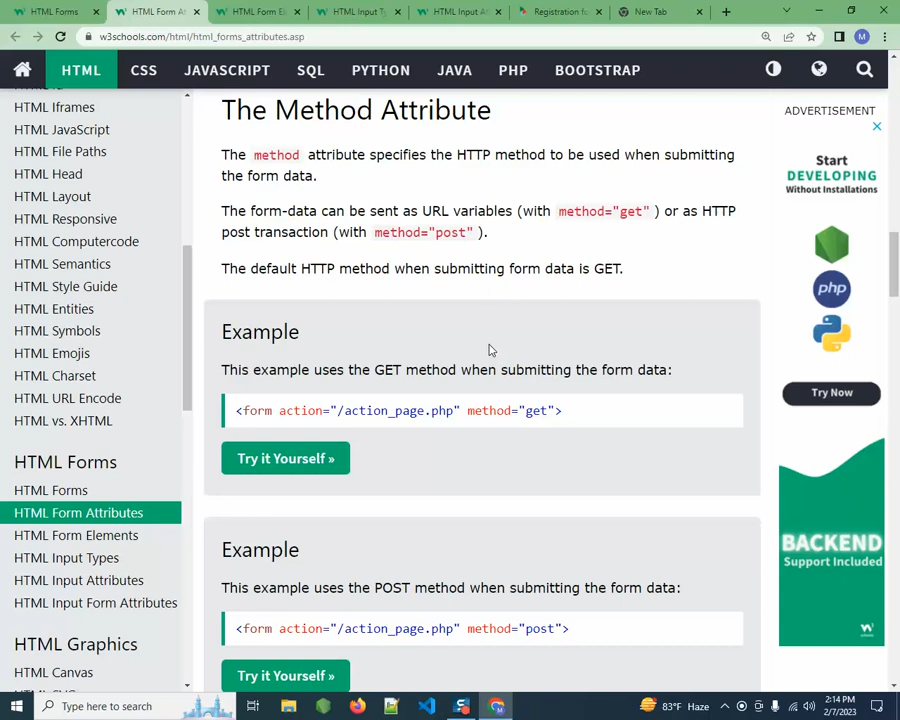 HTML Forms
HTML Form A
HTML Form E
HTML Input Ty
HTML Input A
Registration fo
New Tab
w3schools.com/html/html_forms_attributes.asp
M
HTML CSS JAVASCRIPT SQL PYTHON JAVA PHP BOOTSTRAP
HTML Iframes
HTML JavaScript
HTML File Paths
HTML Head
HTML Layout
HTML Responsive
HTML Computercode
HTML Semantics
HTML Style Guide
HTML Entities
HTML Symbols
HTML Emojis
HTML Charset
HTML URL Encode
HTML vs. XHTML
HTML Forms
HTML Forms
HTML Form Attributes
HTML Form Elements
HTML Input Types
HTML Input Attributes
HTML Input Form Attributes
HTML Graphics
HTML Canvas
The Method Attribute
The method attribute specifies the HTTP method to be used when submitting
the form data.
The form-data can be sent as URL variables (with method="get" ) or as HTTP
post transaction (with method="post" ).
The default HTTP method when submitting form data is GET.
Example
This example uses the GET method when submitting the form data:
<form action="/action_page.php" method="get">
Try it Yourself »
Example
This example uses the POST method when submitting the form data:
<form action="/action_page.php" method="post">
Try it Yourself »
ADVERTISEMENT
Start
DEVELOPING
Without Installations
php
Try Now
BACKEND
Support Included
Type here to search
83°F Haze
2:14 PM
2/7/2023